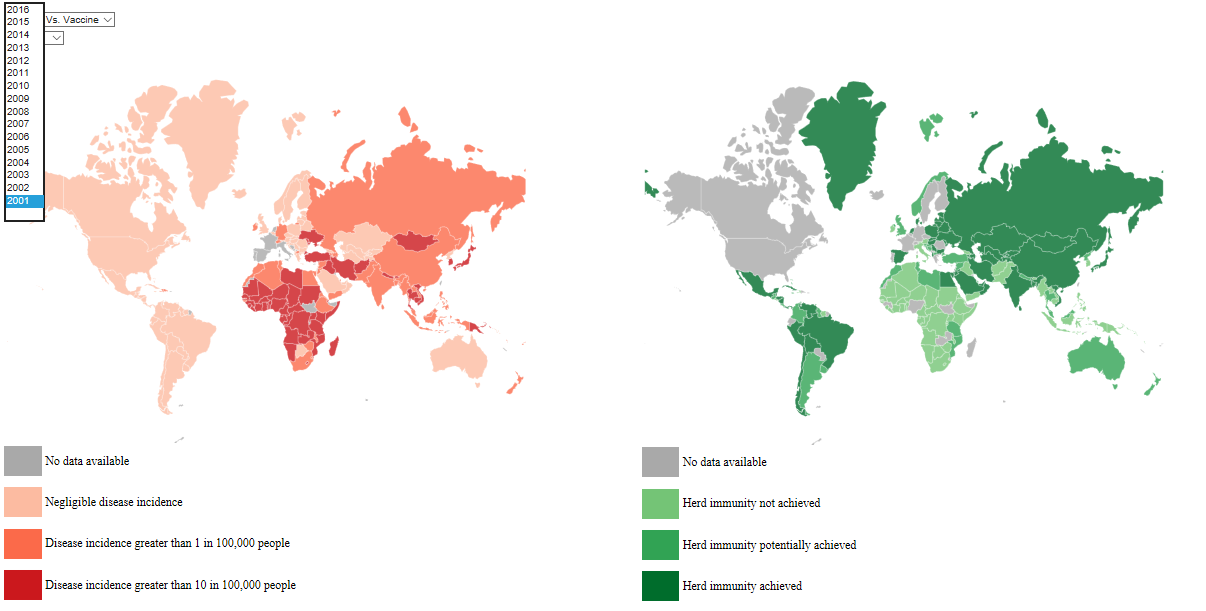 2016
2015
2014
2013
2012
2011
2010
2009
2008
2007
2006
2005
2004
2003
2002
2001
Vs. Vaccine
No data available
Negligible disease incidence
Disease incidence greater than 1 in 100,000 people
Disease incidence greater than 10 in 100,000 people
No data available
Herd immunity not achieved
Herd immunity potentially achieved
Herd immunity achieved